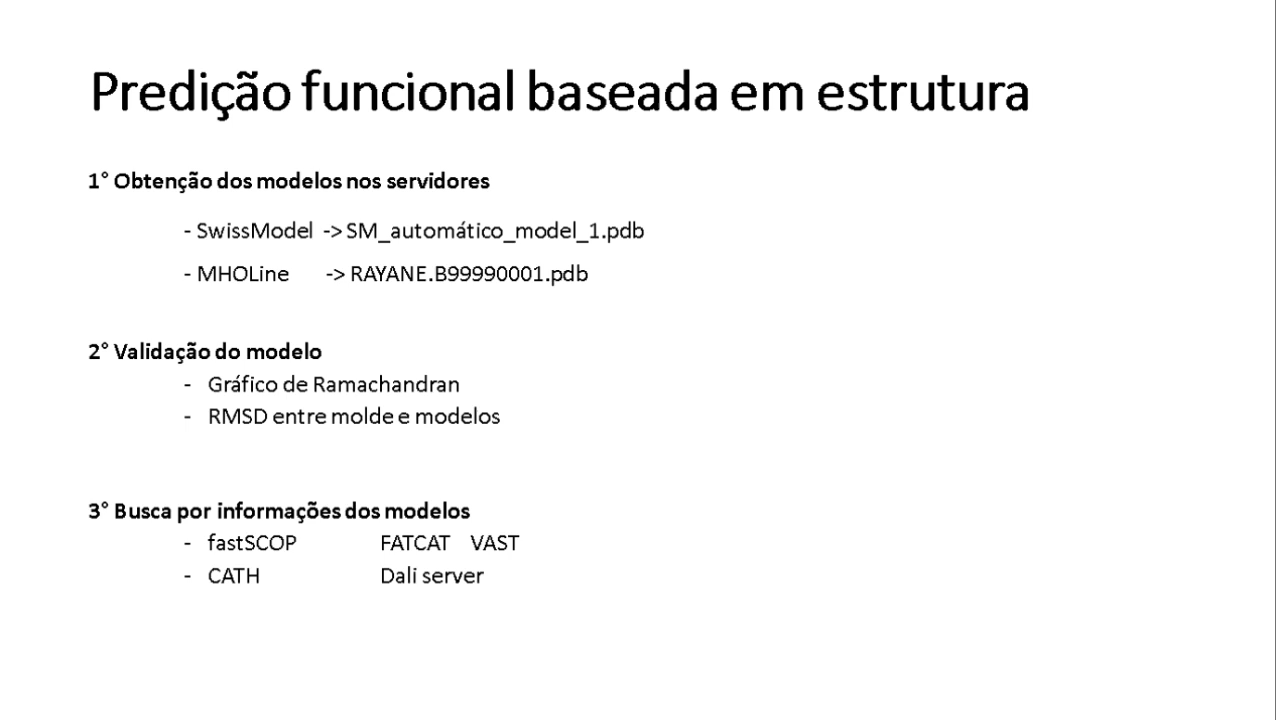 Predição funcional baseada em estrutura
1° Obtenção dos modelos nos servidores
- SwissModel -> SM_automático_model_1.pdb
- MHOLine -> RAYANE.B99990001.pdb
2° Validação do modelo
- Gráfico de Ramachandran
- RMSD entre molde e modelos
3° Busca por informações dos modelos
- fastSCOP FATCAT VAST
- CATH Dali server